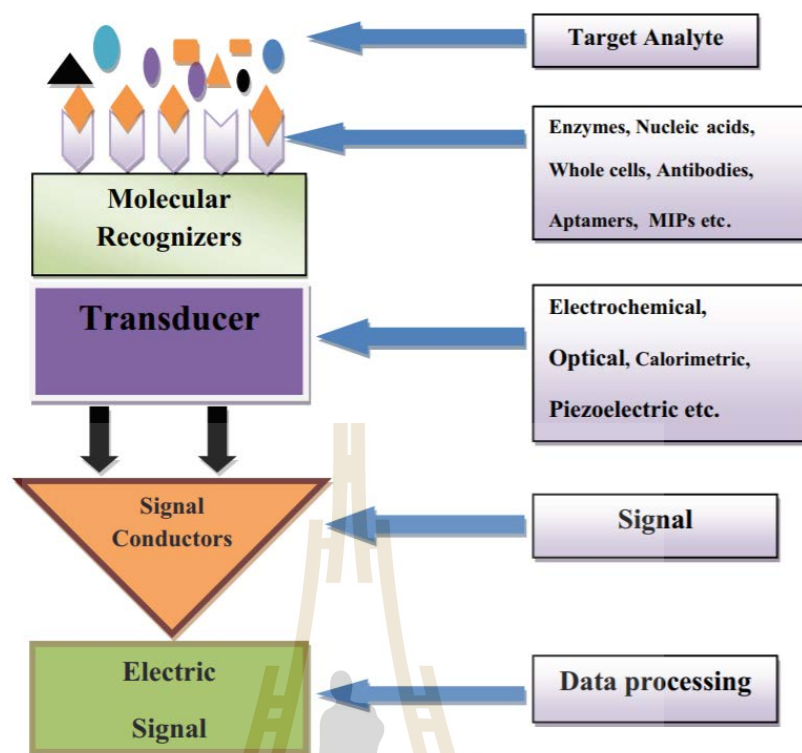 Target Analyte
Enzymes, Nucleic acids,
Whole cells, Antibodies,
Aptamers, MIPs etc.
Molecular
Recognizers
Transducer
Electrochemical,
Optical, Calorimetric,
Piezoelectric etc.
Signal
Conductors
Signal
Electric
Signal
Data processing